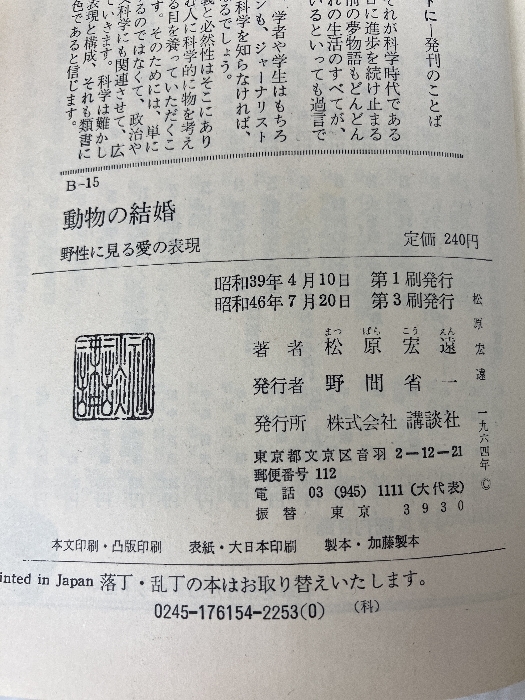 トに―発刊のことば
それが科学時代である
日に進歩を続け止まる
前の夢物語もどんどん
れの生活のすべてが、
いるといっても過言で
学者や学生はもちろ
ンも、ジャーナリスト
科学を知らなければ、
るでしょう。
と必然性はそこにあり
む人に科学的に物を考え
る目を養っていただくこ
す。そのためには、単に
るのではなくて、政治や
科学にも関連させて、広
いきます。科学は難かし
表現と構成、それも類書に
色であると信じます。
B-15
動物の結婚
野性に見る愛の表現
定価 240円
昭和39年4月10日 第1刷発行
昭和46年7月20日 第3刷発行
著者 松原宏遠
まつ ばら こう えん
発行者 野間省一
発行所 株式会社 講談社
東京都文京区音羽 2-12-21
郵便番号 112
電話 03 (945) 1111 (大代表)
振替 東京 3930
松原宏遠 一九六四年 ©
本文印刷・凸版印刷 表紙・大日本印刷 製本・加藤製本
inted in Japan 落丁・乱丁の本はお取り替えいたします。
0245-176154-2253(0) (科)